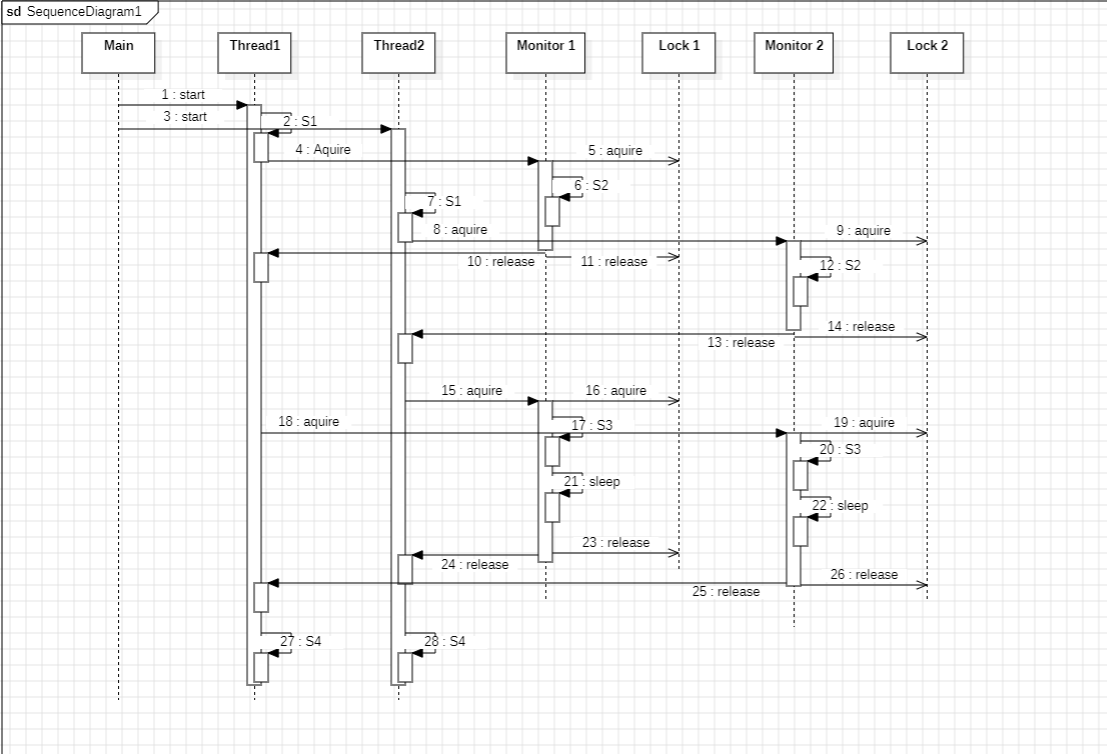 sd SequenceDiagram1
Main
Thread1
Thread2
Monitor 1
Lock 1
Monitor 2
Lock 2
1 : start
3 : start
2 : S1
4 : Aquire
5 : aquire
6 : S2
7 : S1
8 : aquire
9 : aquire
10 : release
11 : release
12 : S2
14 : release
13 : release
15 : aquire
16 : aquire
18 : aquire
17 : S3
19 : aquire
20 : S3
21 : sleep
22 : sleep
23 : release
24 : release
26 : release
25 : release
27 : S4
28 : S4